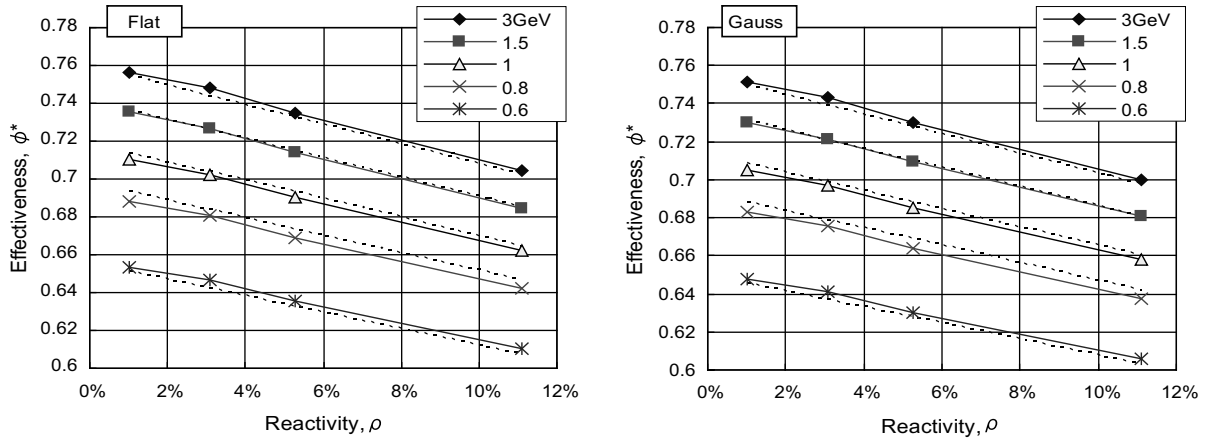 Flat
3GeV
1.5
1
0.8
0.6
0.78
0.76
0.74
0.72
0.7
0.68
0.66
0.64
0.62
0.6
Effectiveness, ϕ*
0% 2% 4% 6% 8% 10% 12%
Reactivity, ρ
Gauss
3GeV
1.5
1
0.8
0.6
0.78
0.76
0.74
0.72
0.7
0.68
0.66
0.64
0.62
0.6
Effectiveness, ϕ*
0% 2% 4% 6% 8% 10% 12%
Reactivity, ρ